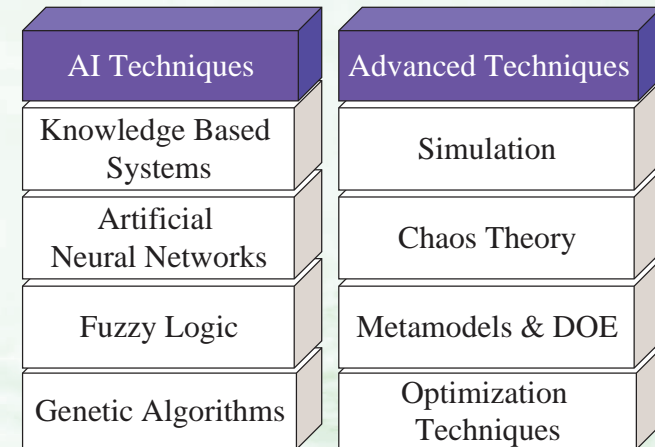 AI Techniques
Knowledge Based
Systems
Artificial
Neural Networks
Fuzzy Logic
Genetic Algorithms
Advanced Techniques
Simulation
Chaos Theory
Metamodels & DOE
Optimization
Techniques